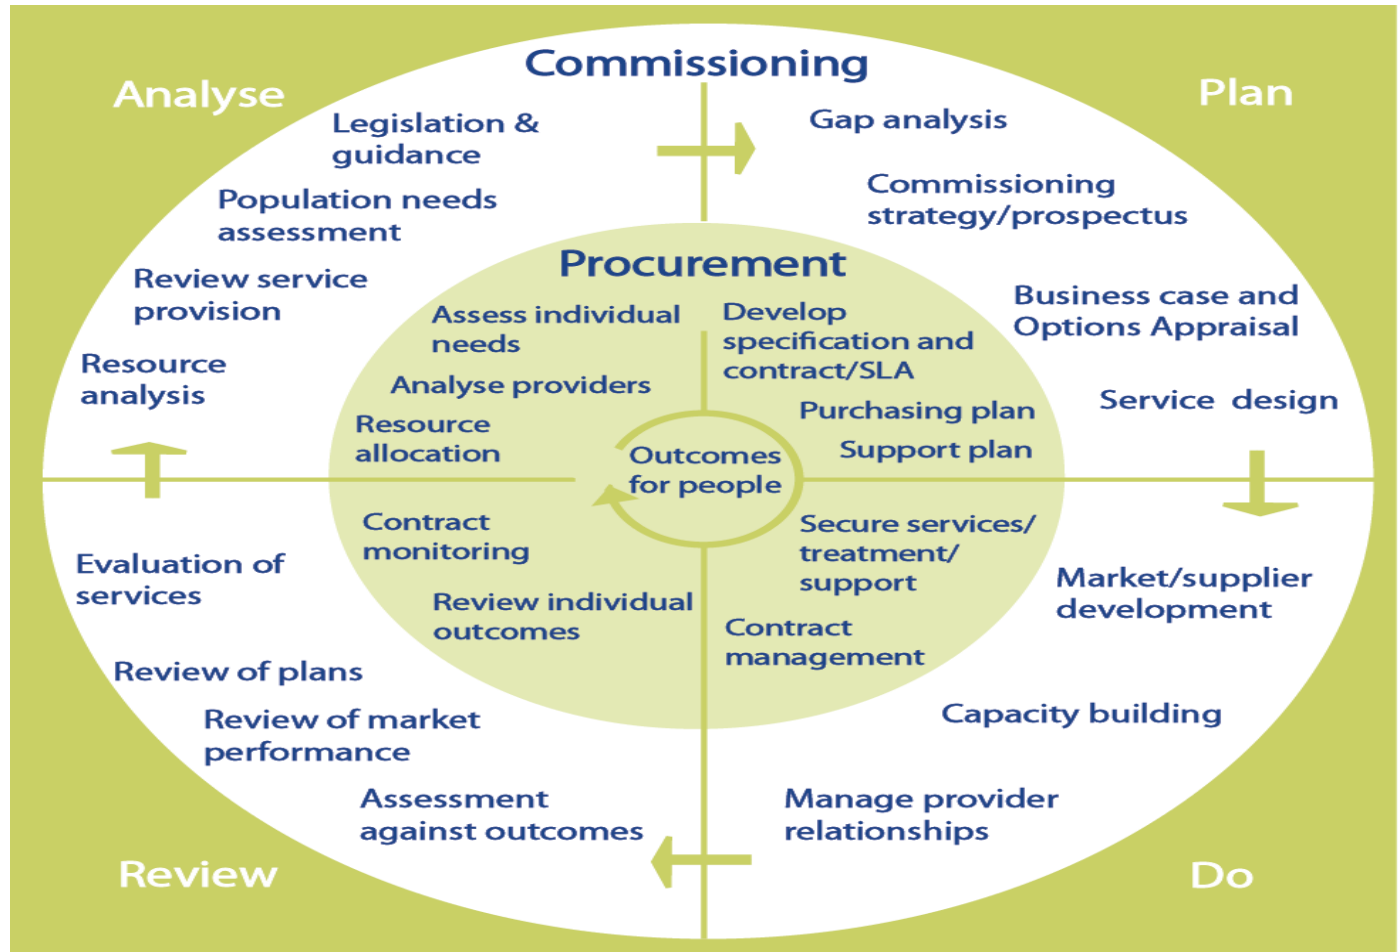 Commissioning
Analyse
Legislation &
guidance
Population needs
assessment
Review service
provision
Resource
analysis
Plan
Gap analysis
Commissioning
strategy/prospectus
Business case and
Options Appraisal
Service design
Procurement
Assess individual
needs
Analyse providers
Resource
allocation
Develop
specification and
contract/SLA
Purchasing plan
Support plan
Outcomes
for people
Contract
monitoring
Review individual
outcomes
Secure services/
treatment/
support
Contract
management
Evaluation of
services
Review of plans
Review of market
performance
Assessment
against outcomes
Review
Market/supplier
development
Capacity building
Manage provider
relationships
Do